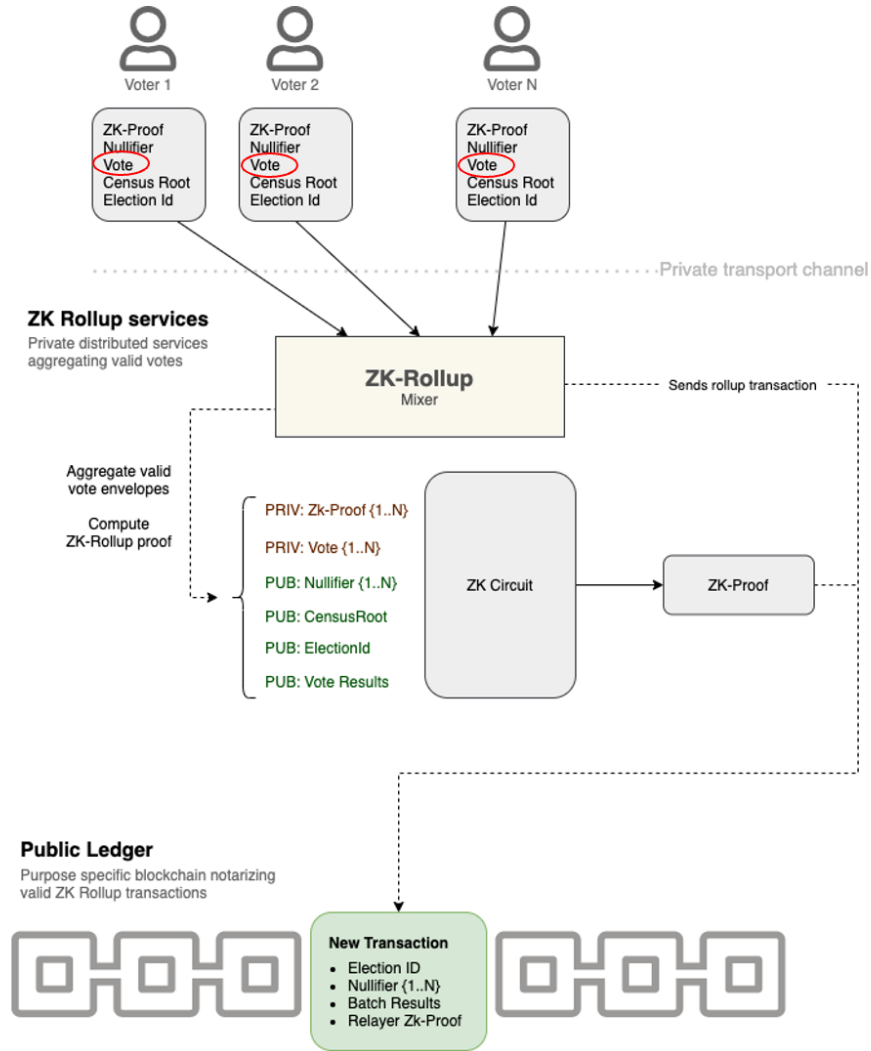 Voter 1
Voter 2
Voter N
ZK-Proof
Nullifier
Vote
Census Root
Election Id
ZK-Proof
Nullifier
Vote
Census Root
Election Id
ZK-Proof
Nullifier
Vote
Census Root
Election Id
Private transport channel
ZK Rollup services
Private distributed services
aggregating valid votes
ZK-Rollup
Mixer
Sends rollup transaction
Aggregate valid
vote envelopes
Compute
ZK-Rollup proof
PRIV: Zk-Proof {1..N}
PRIV: Vote {1..N}
PUB: Nullifier {1..N}
PUB: CensusRoot
PUB: ElectionId
PUB: Vote Results
ZK Circuit
ZK-Proof
Public Ledger
Purpose specific blockchain notarizing
valid ZK Rollup transactions
New Transaction
• Election ID
• Nullifier {1..N}
• Batch Results
• Relayer Zk-Proof